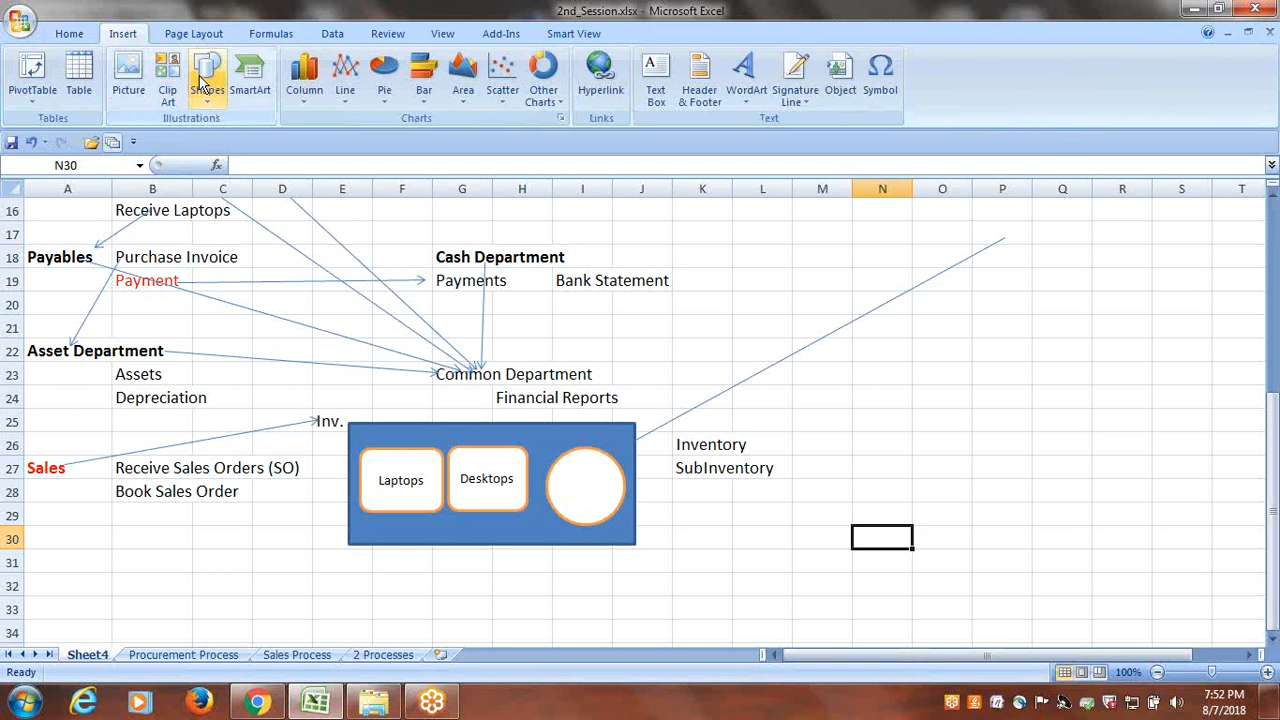 2nd_Session.xlsx - Microsoft Excel
Home Insert Page Layout Formulas Data Review View Add-Ins Smart View
PivotTable Table Picture Clip Art Shapes SmartArt Column Line Pie Bar Area Scatter Other Charts Hyperlink Text Box Header & Footer WordArt Signature Line Object Symbol
Tables Illustrations Charts Links Text
N30 fx
A B C D E F G H I J K L M N O P Q R S T
16 Receive Laptops
17
18 Payables Purchase Invoice Cash Department
19 Payment Payments Bank Statement
20
21
22 Asset Department
23 Assets Common Department
24 Depreciation Financial Reports
25 Inv.
26 Inventory
27 Sales Receive Sales Orders (SO) Laptops Desktops SubInventory
28 Book Sales Order
29
30
31
32
33
34
Sheet4 Procurement Process Sales Process 2 Processes
Ready 100%
7:52 PM
8/7/2018